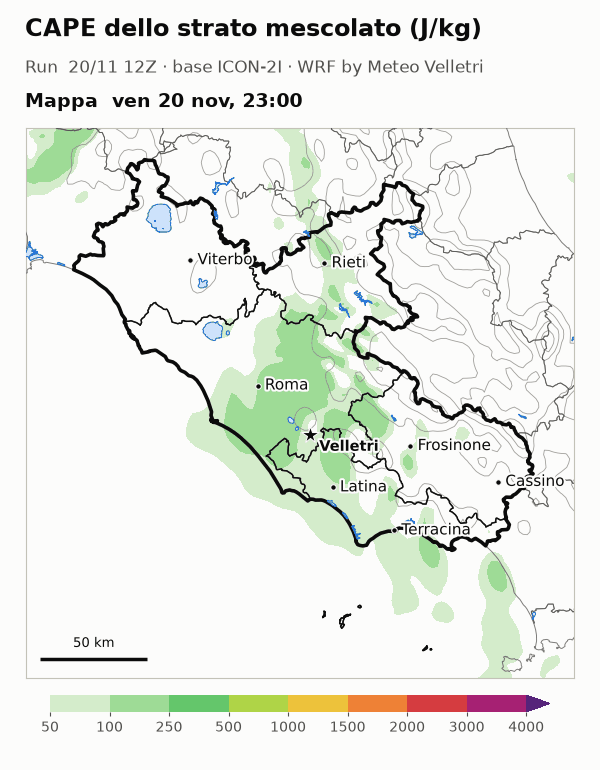 CAPE dello strato mescolato (J/kg)
Run  20/11 12Z · base ICON-2I · WRF by Meteo Velletri
Mappa  ven 20 nov, 23:00
Viterbo
Rieti
Roma
Velletri
Frosinone
Latina
Cassino
Terracina
50 km
50 100 250 500 1000 1500 2000 3000 4000